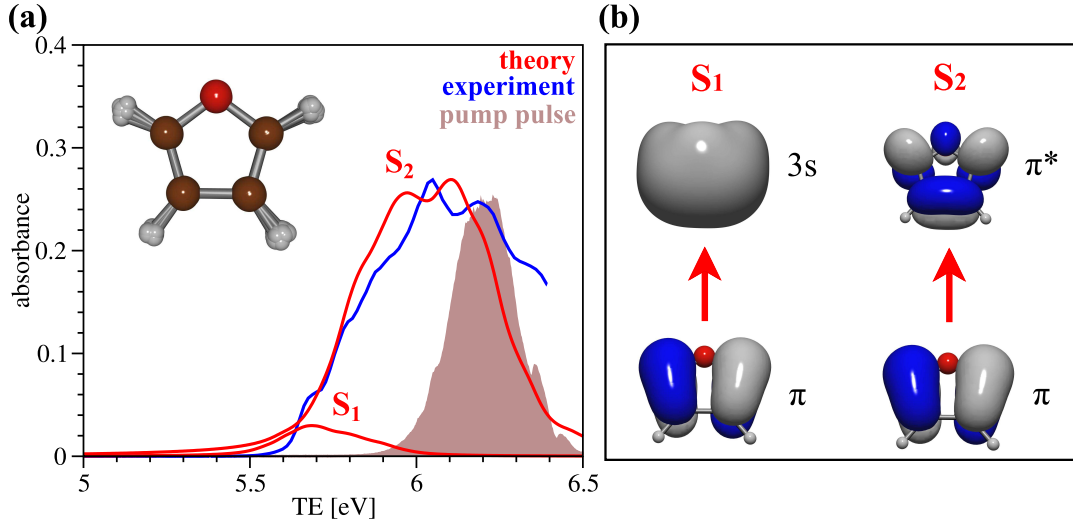 (a)
(b)
0.4
0.3
0.2
0.1
0
absorbance
theory
experiment
pump pulse
S2
S1
5
5.5
6
6.5
TE [eV]
S1
S2
3s
π*
π
π